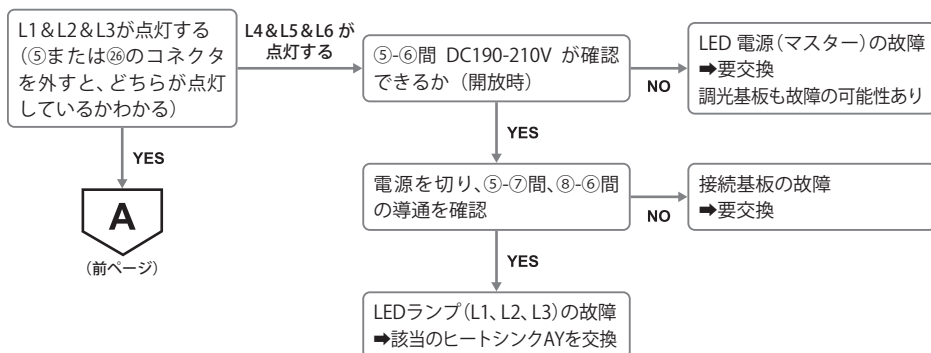 L1&L2&L3が点灯する
(⑤または㉖のコネクタ
を外すと、どちらが点灯
しているかわかる)
YES
A
(前ページ)
L4&L5&L6 が
点灯する
⑤-⑥間 DC190-210V が確認
できるか（開放時）
NO
LED 電源（マスター）の故障
➡要交換
調光基板も故障の可能性あり
YES
電源を切り、⑤-⑦間、⑧-⑥間
の導通を確認
NO
接続基板の故障
➡要交換
YES
LEDランプ（L1、L2、L3）の故障
➡該当のヒートシンクAYを交換